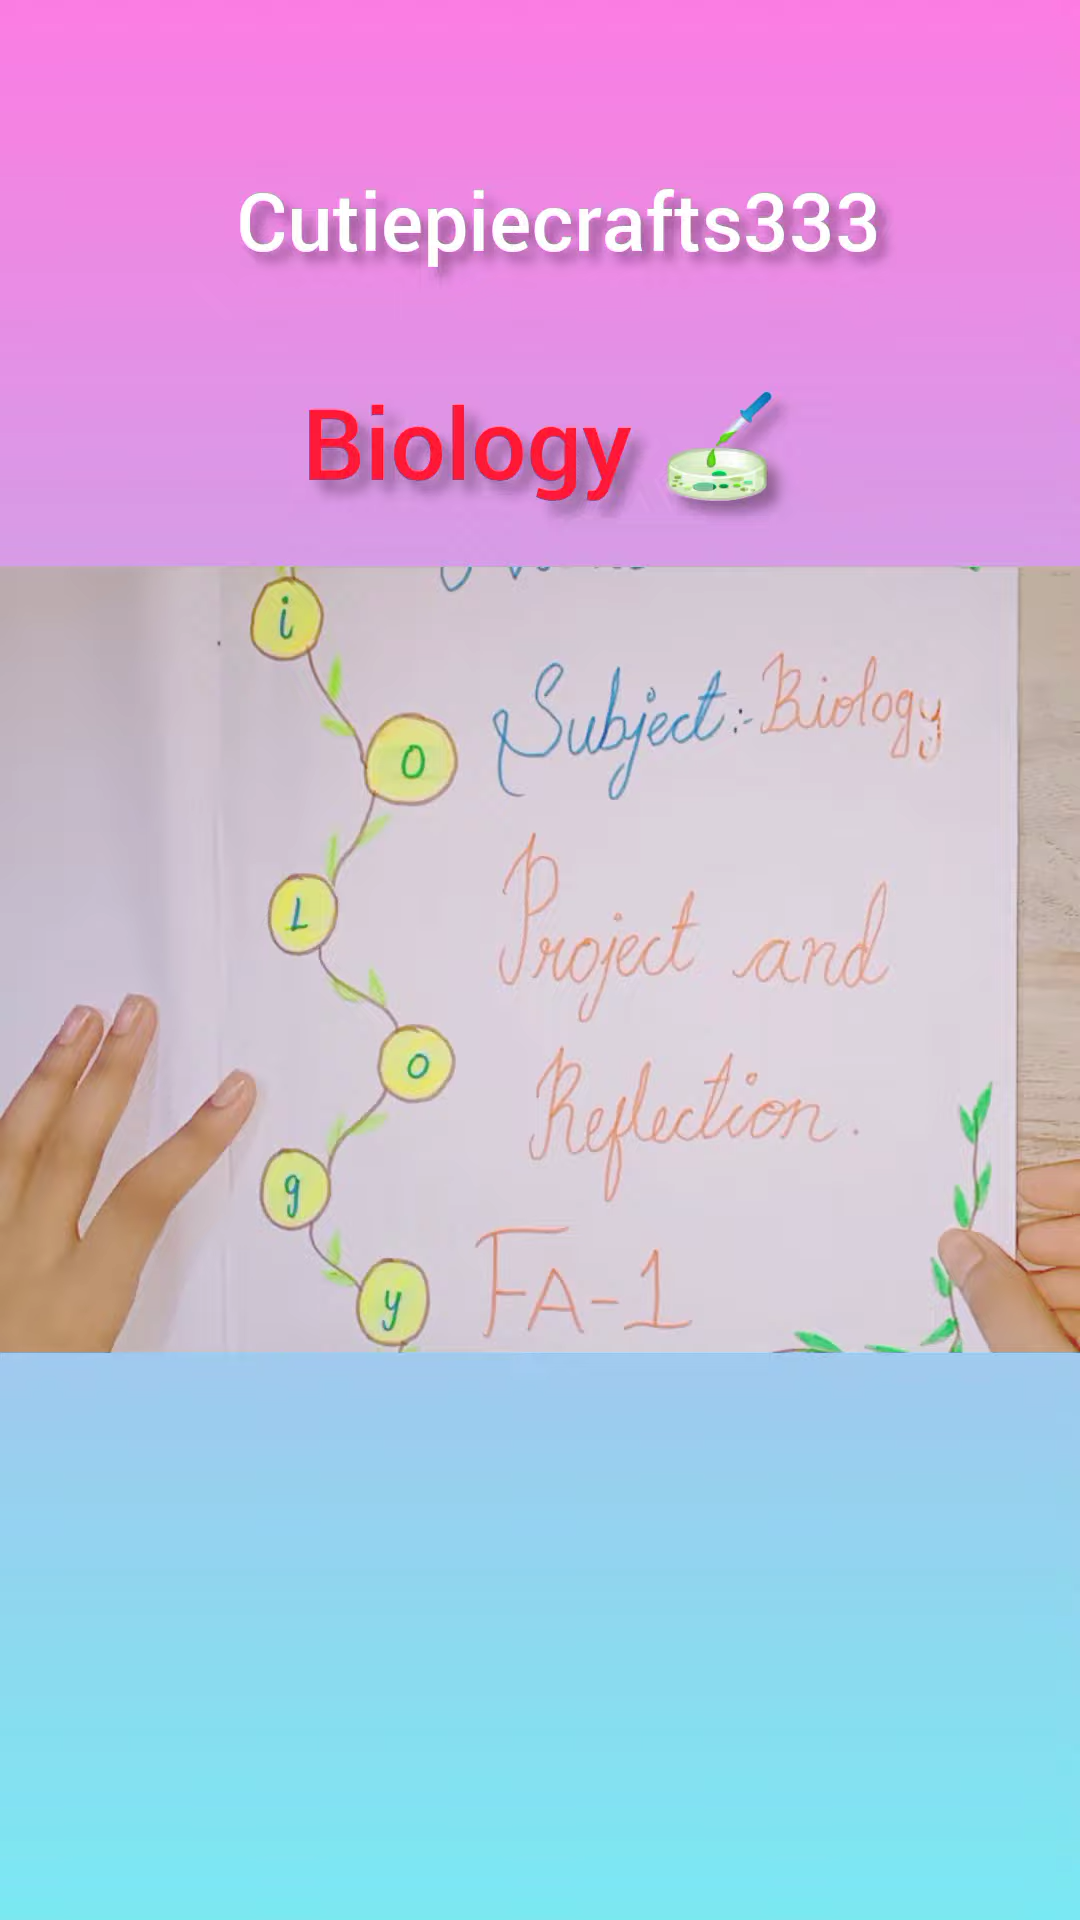 Cutiepiecrafts333
Biology
i
o
L
o
g
y
Subject:- Biology
Project and
Reflection.
FA-1